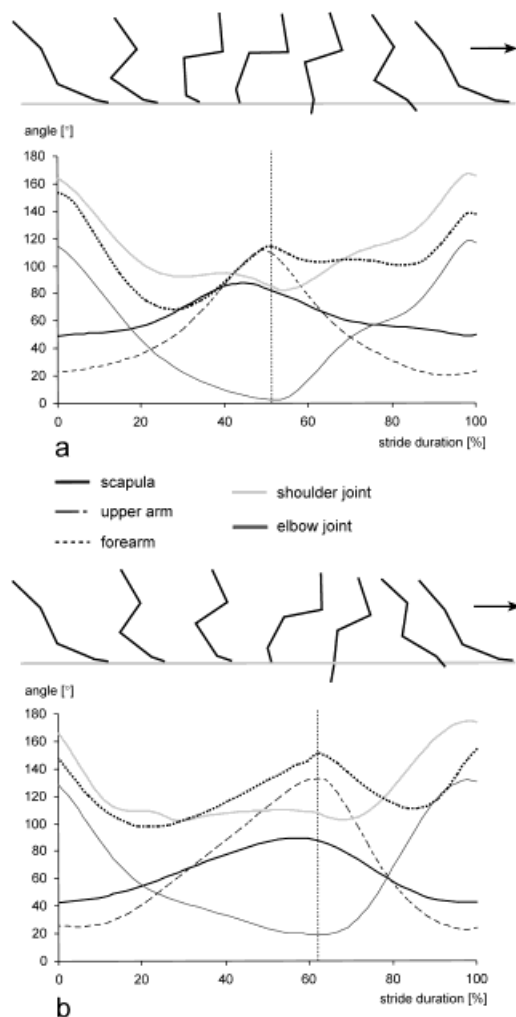 angle [°]
180
160
140
120
100
80
60
40
20
0
0 20 40 60 80 100
a
stride duration [%]
scapula
shoulder joint
upper arm
elbow joint
forearm
angle [°]
180
160
140
120
100
80
60
40
20
0
0 20 40 60 80 100
b
stride duration [%]